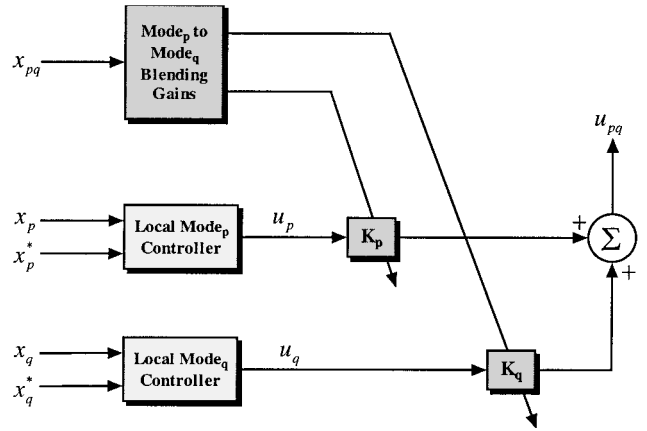 Mode_p to
Mode_q
Blending
Gains
x_pq
u_pq
x_p
x_p^*
Local Mode_p
Controller
u_p
K_p
+
Σ
+
x_q
x_q^*
Local Mode_q
Controller
u_q
K_q